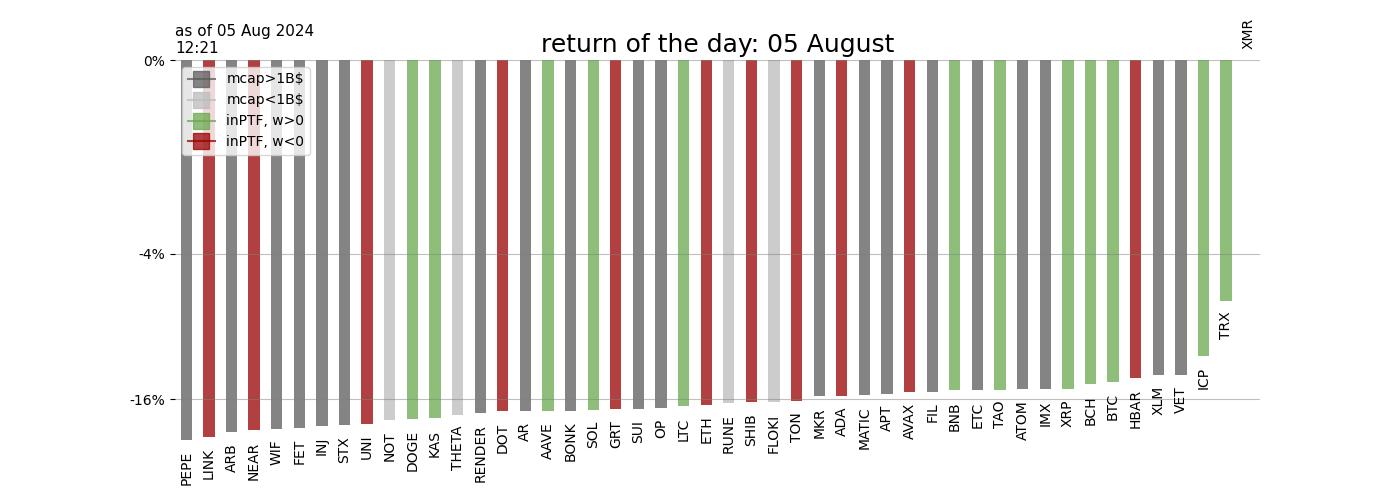 as of 05 Aug 2024
12:21
return of the day: 05 August
XMR
0%
mcap>1B$
mcap<1B$
inPTF, w>0
inPTF, w<0
-4%
-16%
PEPE
LINK
ARB
NEAR
WIF
FET
INJ
STX
UNI
NOT
DOGE
KAS
THETA
RENDER
DOT
AR
AAVE
BONK
SOL
GRT
SUI
OP
LTC
ETH
RUNE
SHIB
FLOKI
TON
MKR
ADA
MATIC
APT
AVAX
FIL
BNB
ETC
TAO
ATOM
IMX
XRP
BCH
BTC
HBAR
XLM
VET
ICP
TRX